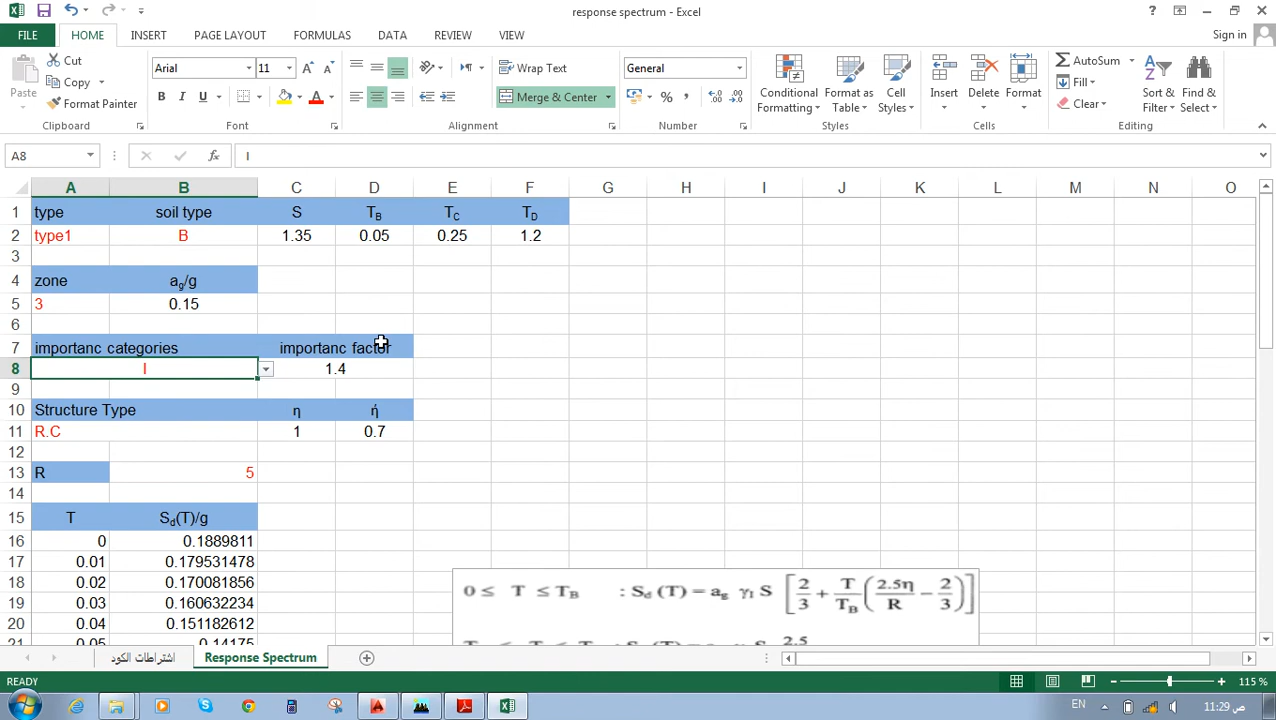 response spectrum - Excel
Sign in
FILE HOME INSERT PAGE LAYOUT FORMULAS DATA REVIEW VIEW
Paste
Cut
Copy
Format Painter
Clipboard
Arial 11
B I U
A
Font
Wrap Text
Merge & Center
Alignment
General
%
Number
Conditional Formatting
Format as Table
Cell Styles
Styles
Insert Delete Format
Cells
AutoSum
Fill
Clear
Sort & Filter
Find & Select
Editing
A8 fx I
A B C D E F G H I J K L M N O
1 type soil type S TB TC TD
2 type1 B 1.35 0.05 0.25 1.2
3
4 zone ag/g
5 3 0.15
6
7 importanc categories importanc factor
8 I 1.4
9
10 Structure Type η ή
11 R.C 1 0.7
12
13 R 5
14
15 T Sd(T)/g
16 0 0.1889811
17 0.01 0.179531478
18 0.02 0.170081856
19 0.03 0.160632234
20 0.04 0.151182612
21 0.05 0.14175
0 ≤ T ≤ TB : Sd (T) = ag γI S [2/3 + T/TB (2.5η/R − 2/3)]
اشتراطات الكود Response Spectrum
READY 115 %
EN 11:29 ص